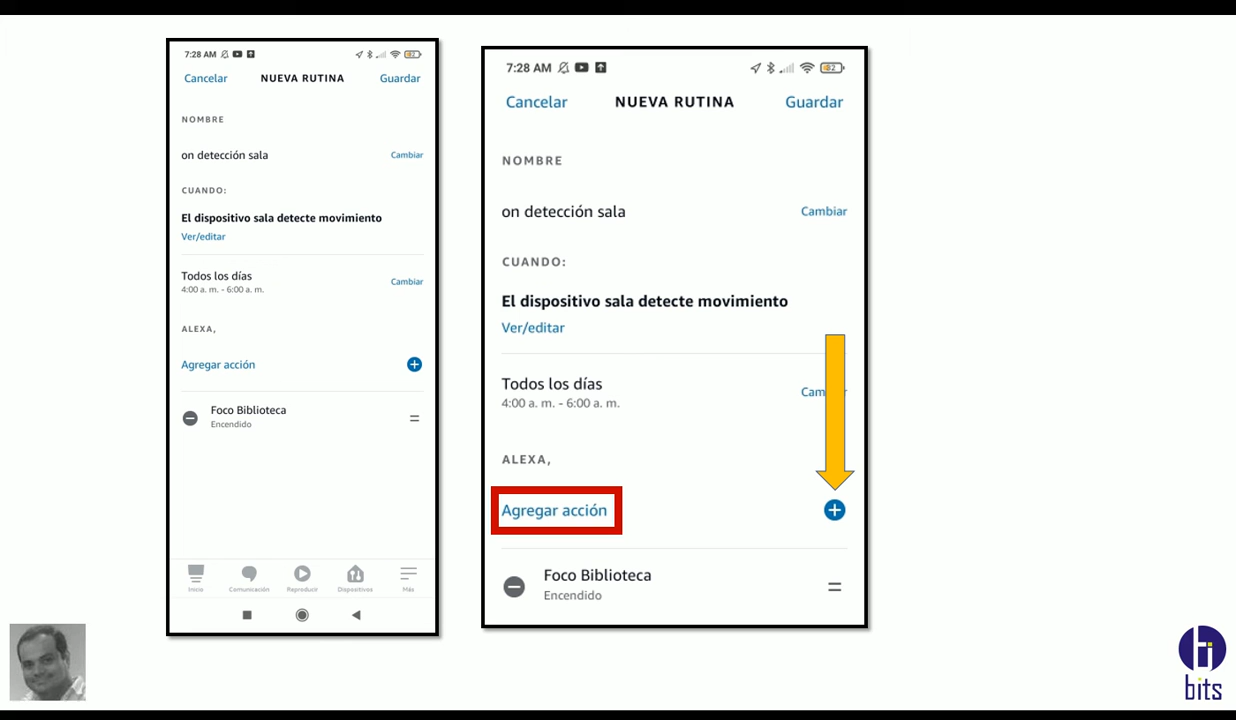 7:28 AM
82
Cancelar NUEVA RUTINA Guardar
NOMBRE
on detección sala Cambiar
CUANDO:
El dispositivo sala detecte movimiento
Ver/editar
Todos los días
4:00 a. m. - 6:00 a. m. Cambiar
ALEXA,
Agregar acción
Foco Biblioteca
Encendido
Inicio Comunicación Reproducir Dispositivos Más
7:28 AM
82
Cancelar NUEVA RUTINA Guardar
NOMBRE
on detección sala Cambiar
CUANDO:
El dispositivo sala detecte movimiento
Ver/editar
Todos los días
4:00 a. m. - 6:00 a. m.
ALEXA,
Agregar acción
Foco Biblioteca
Encendido
bits